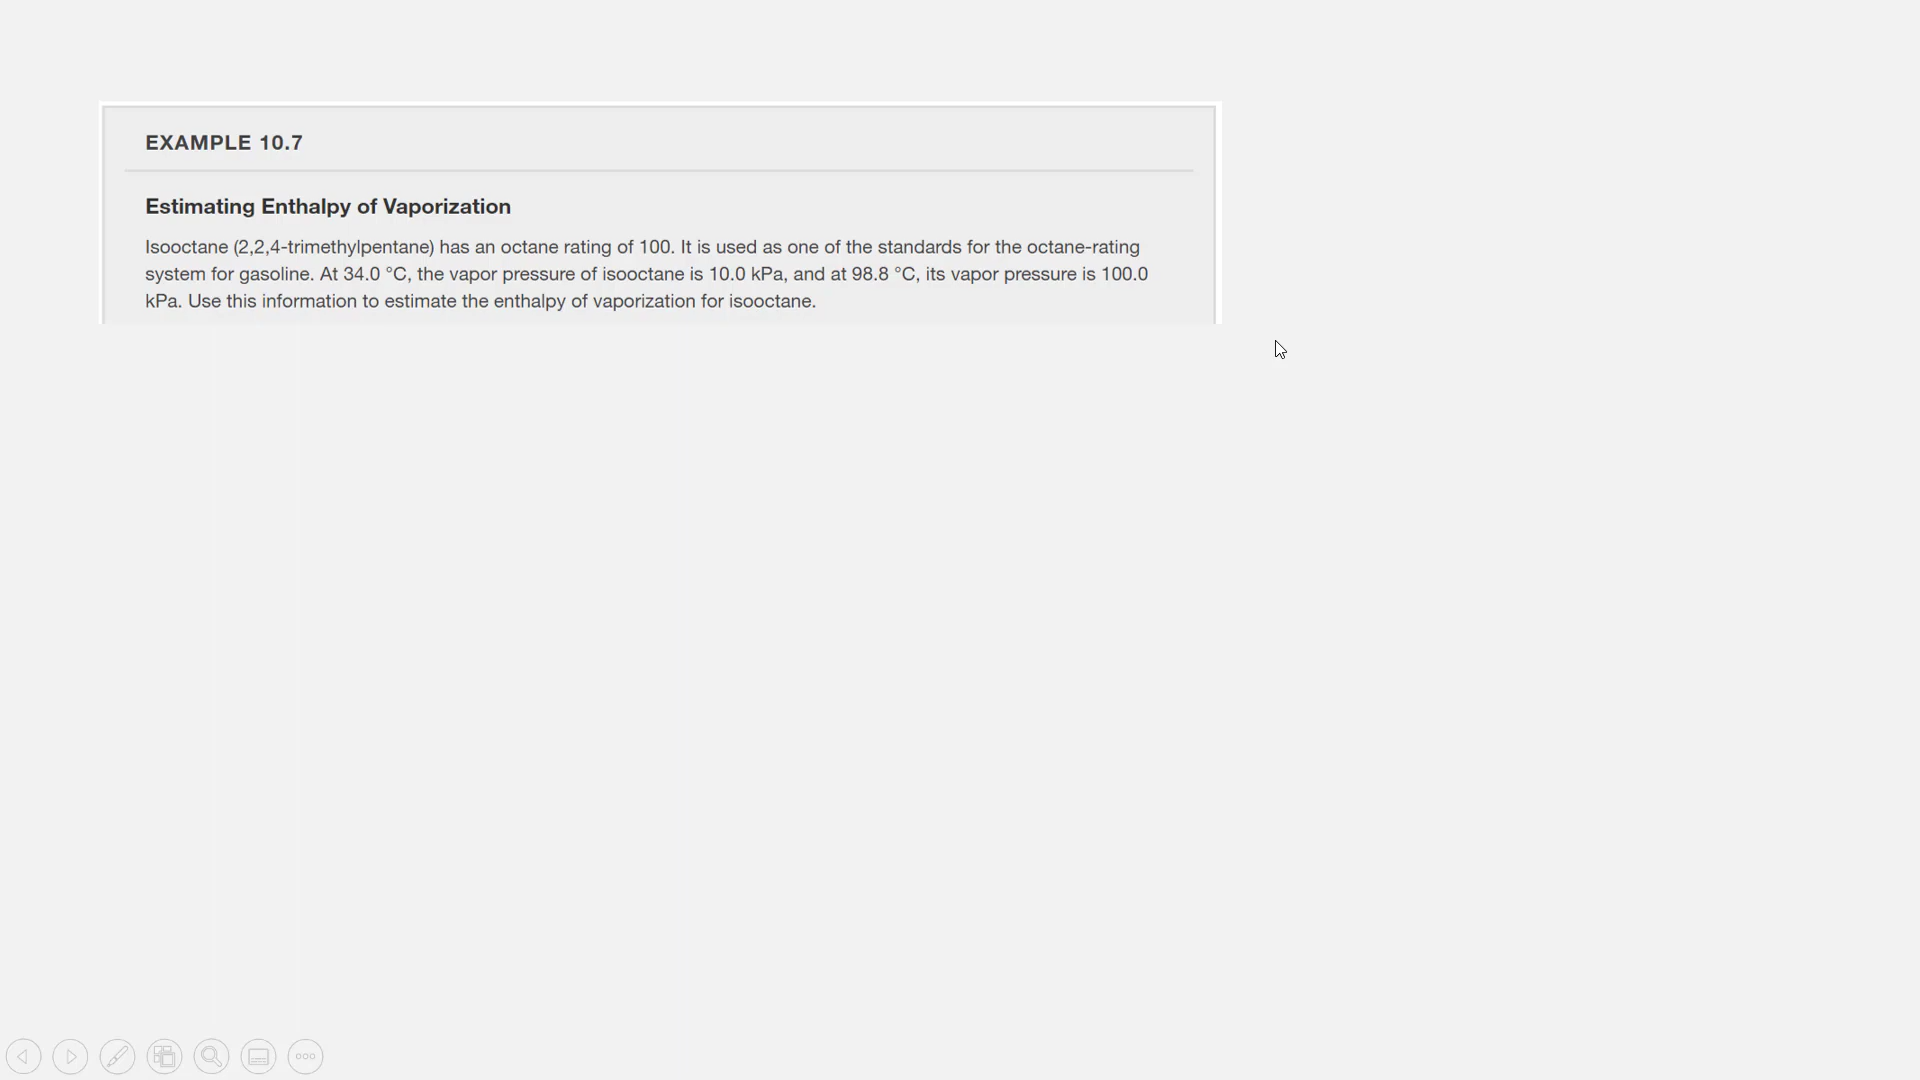 EXAMPLE 10.7
Estimating Enthalpy of Vaporization
Isooctane (2,2,4-trimethylpentane) has an octane rating of 100. It is used as one of the standards for the octane-rating
system for gasoline. At 34.0 °C, the vapor pressure of isooctane is 10.0 kPa, and at 98.8 °C, its vapor pressure is 100.0
kPa. Use this information to estimate the enthalpy of vaporization for isooctane.